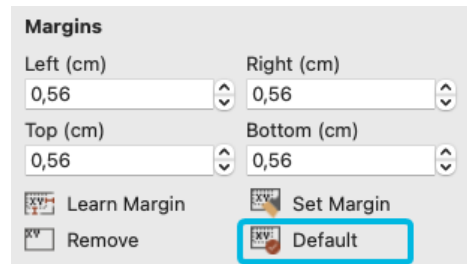 Margins
Left (cm) Right (cm)
0,56 0,56
Top (cm) Bottom (cm)
0,56 0,56
Learn Margin Set Margin
Remove Default